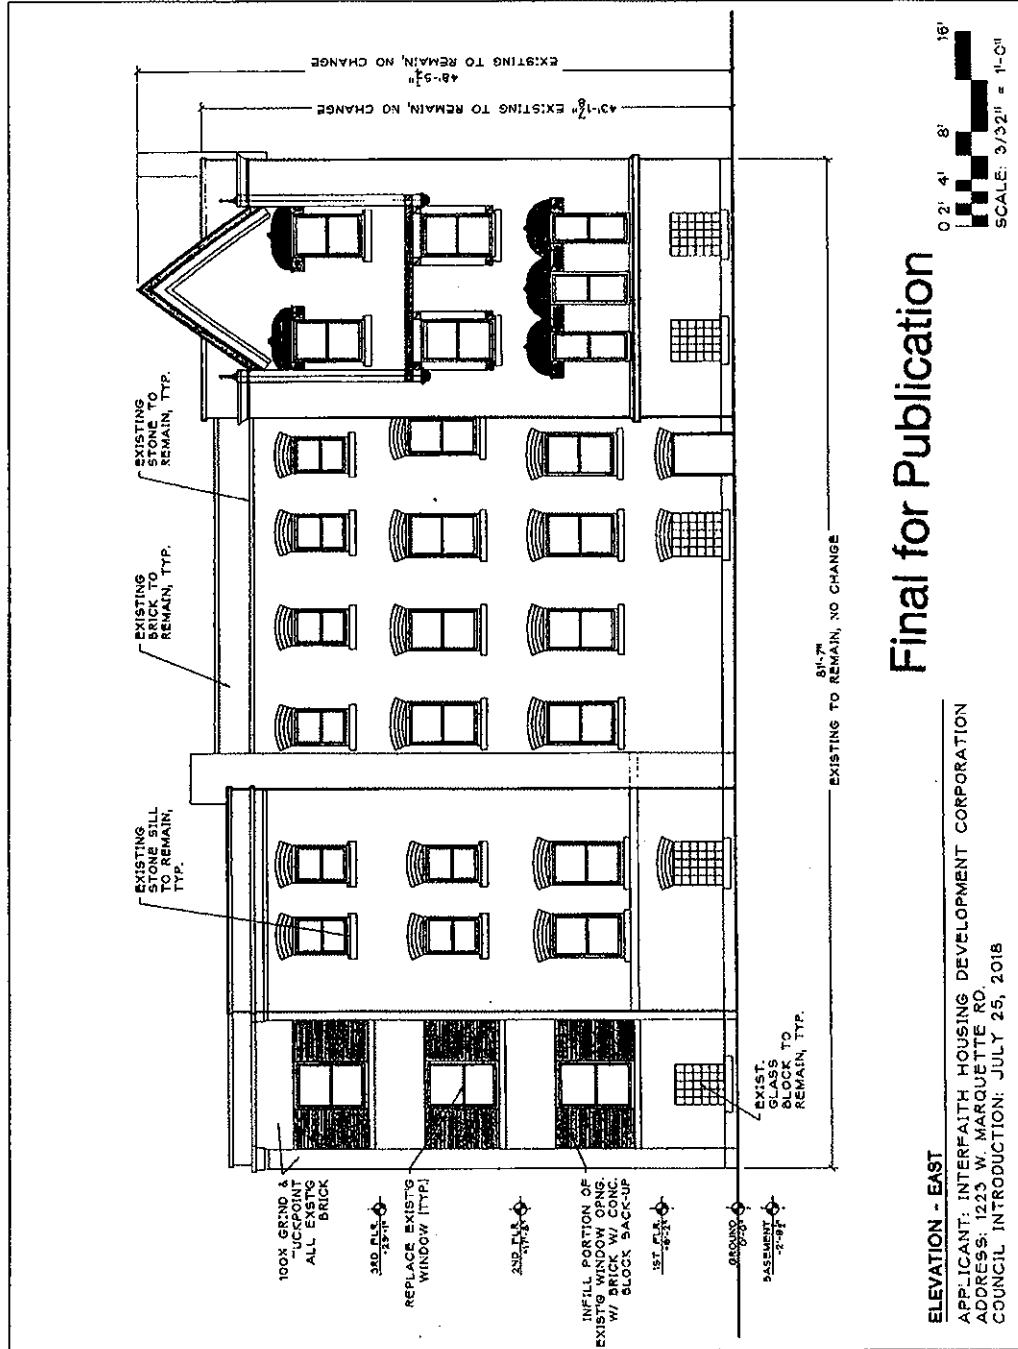 48'-5¼"
EXISTING TO REMAIN, NO CHANGE
43'-1⅞" EXISTING TO REMAIN, NO CHANGE
EXISTING
STONE SILL
TO REMAIN,
TYP.
EXISTING
BRICK TO
REMAIN, TYP.
EXISTING
STONE TO
REMAIN, TYP.
100% GRIND &
TUCKPOINT
ALL EXST'G
BRICK
3RD FLR.
REPLACE EXIST'G
WINDOW (TYP.)
2ND FLR.
INFILL PORTION OF
EXIST'G WINDOW OPNG.
W/ BRICK W/ CONC.
BLOCK BACK-UP
1ST FLR.
GROUND
0'-0"
BASEMENT
EXIST.
GLASS
BLOCK TO
REMAIN, TYP.
81'-7"
EXISTING TO REMAIN, NO CHANGE
ELEVATION - EAST
APPLICANT: INTERFAITH HOUSING DEVELOPMENT CORPORATION
ADDRESS: 1223 W. MARQUETTE RD.
COUNCIL INTRODUCTION: JULY 25, 2018
Final for Publication
0 2' 4' 8' 16'
SCALE: 3/32" = 1'-0"